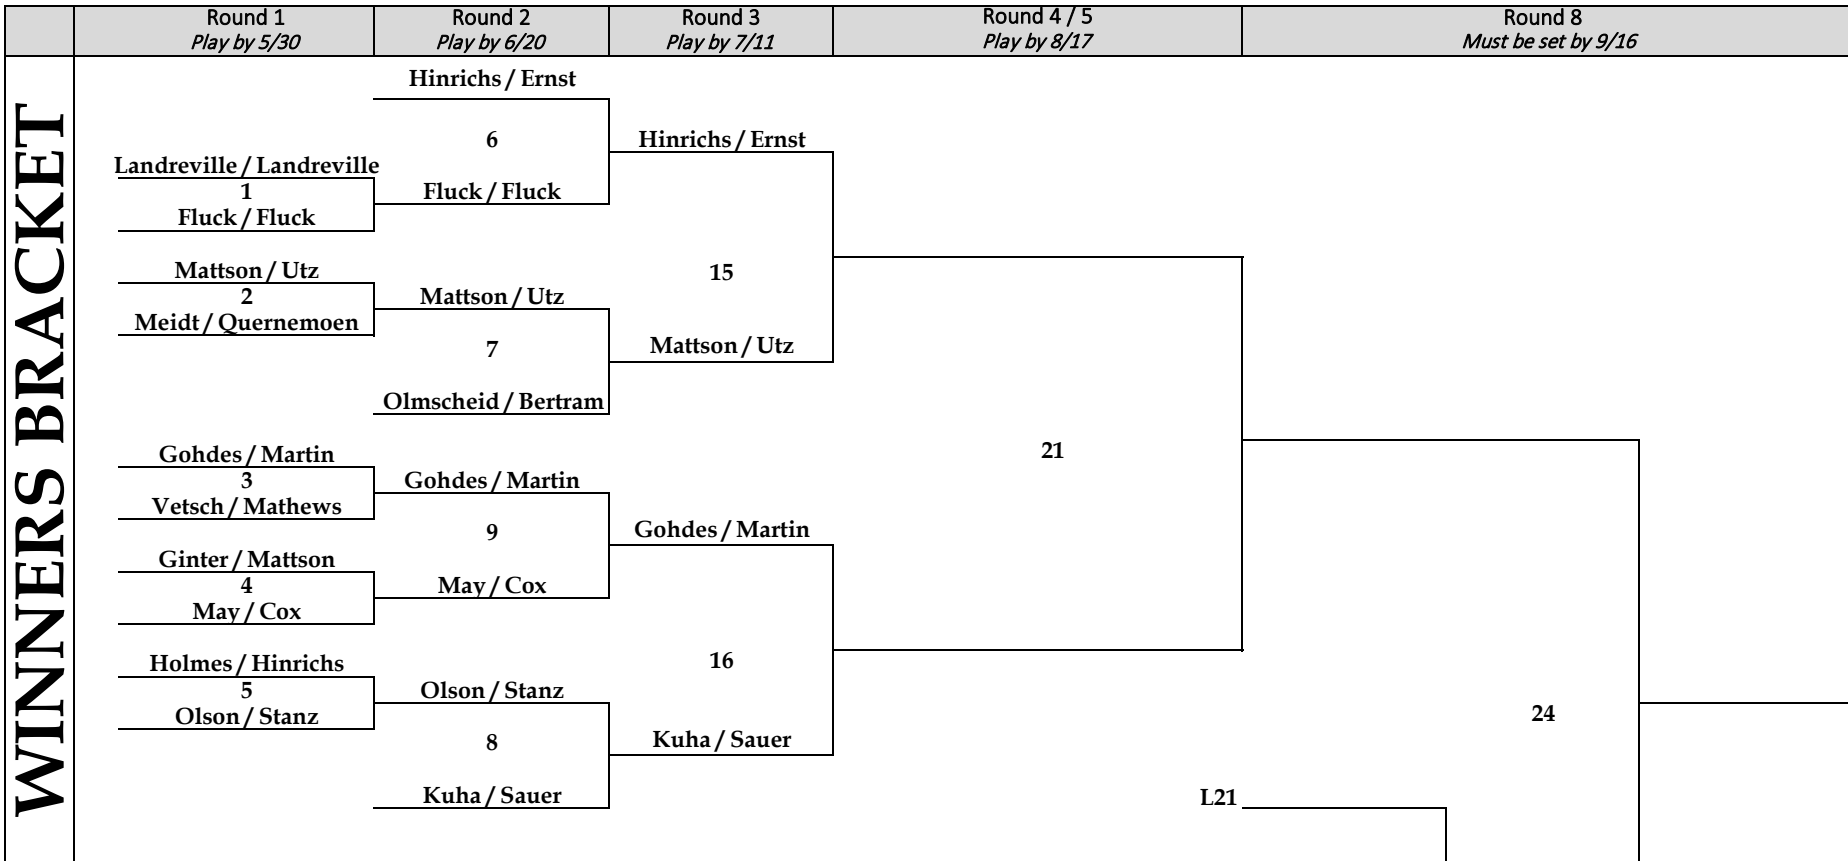 Round 1
Play by 5/30
Round 2
Play by 6/20
Round 3
Play by 7/11
Round 4 / 5
Play by 8/17
Round 8
Must be set by 9/16
WINNERS BRACKET
Landreville / Landreville
1
Fluck / Fluck
Mattson / Utz
2
Meidt / Quernemoen
Gohdes / Martin
3
Vetsch / Mathews
Ginter / Mattson
4
May / Cox
Holmes / Hinrichs
5
Olson / Stanz
Hinrichs / Ernst
6
Fluck / Fluck
Mattson / Utz
7
Olmscheid / Bertram
Gohdes / Martin
9
May / Cox
Olson / Stanz
8
Kuha / Sauer
Hinrichs / Ernst
15
Mattson / Utz
Gohdes / Martin
16
Kuha / Sauer
21
24
L21